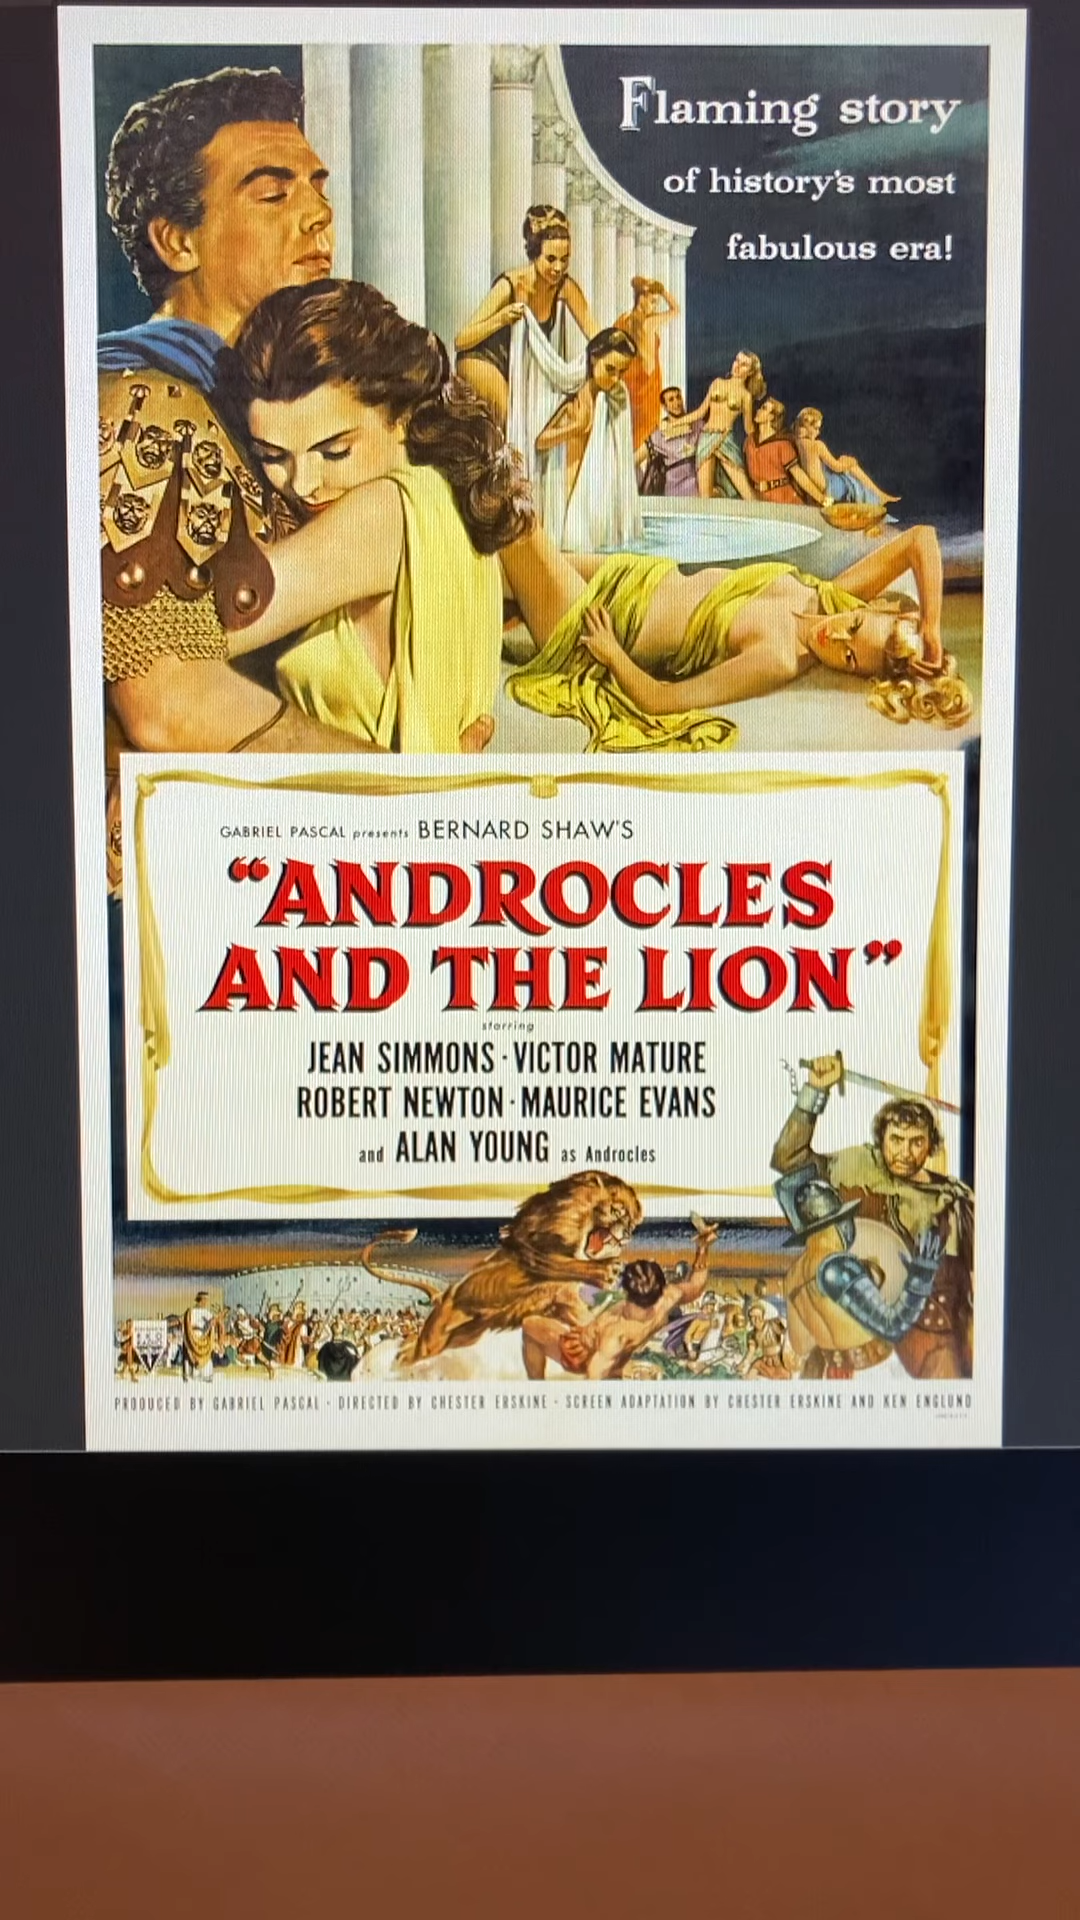 Flaming story
of history's most
fabulous era!
GABRIEL PASCAL presents BERNARD SHAW'S
"ANDROCLES
AND THE LION"
starring
JEAN SIMMONS · VICTOR MATURE
ROBERT NEWTON · MAURICE EVANS
and ALAN YOUNG as Androcles
PRODUCED BY GABRIEL PASCAL · DIRECTED BY CHESTER ERSKINE · SCREEN ADAPTATION BY CHESTER ERSKINE AND KEN ENGLUND